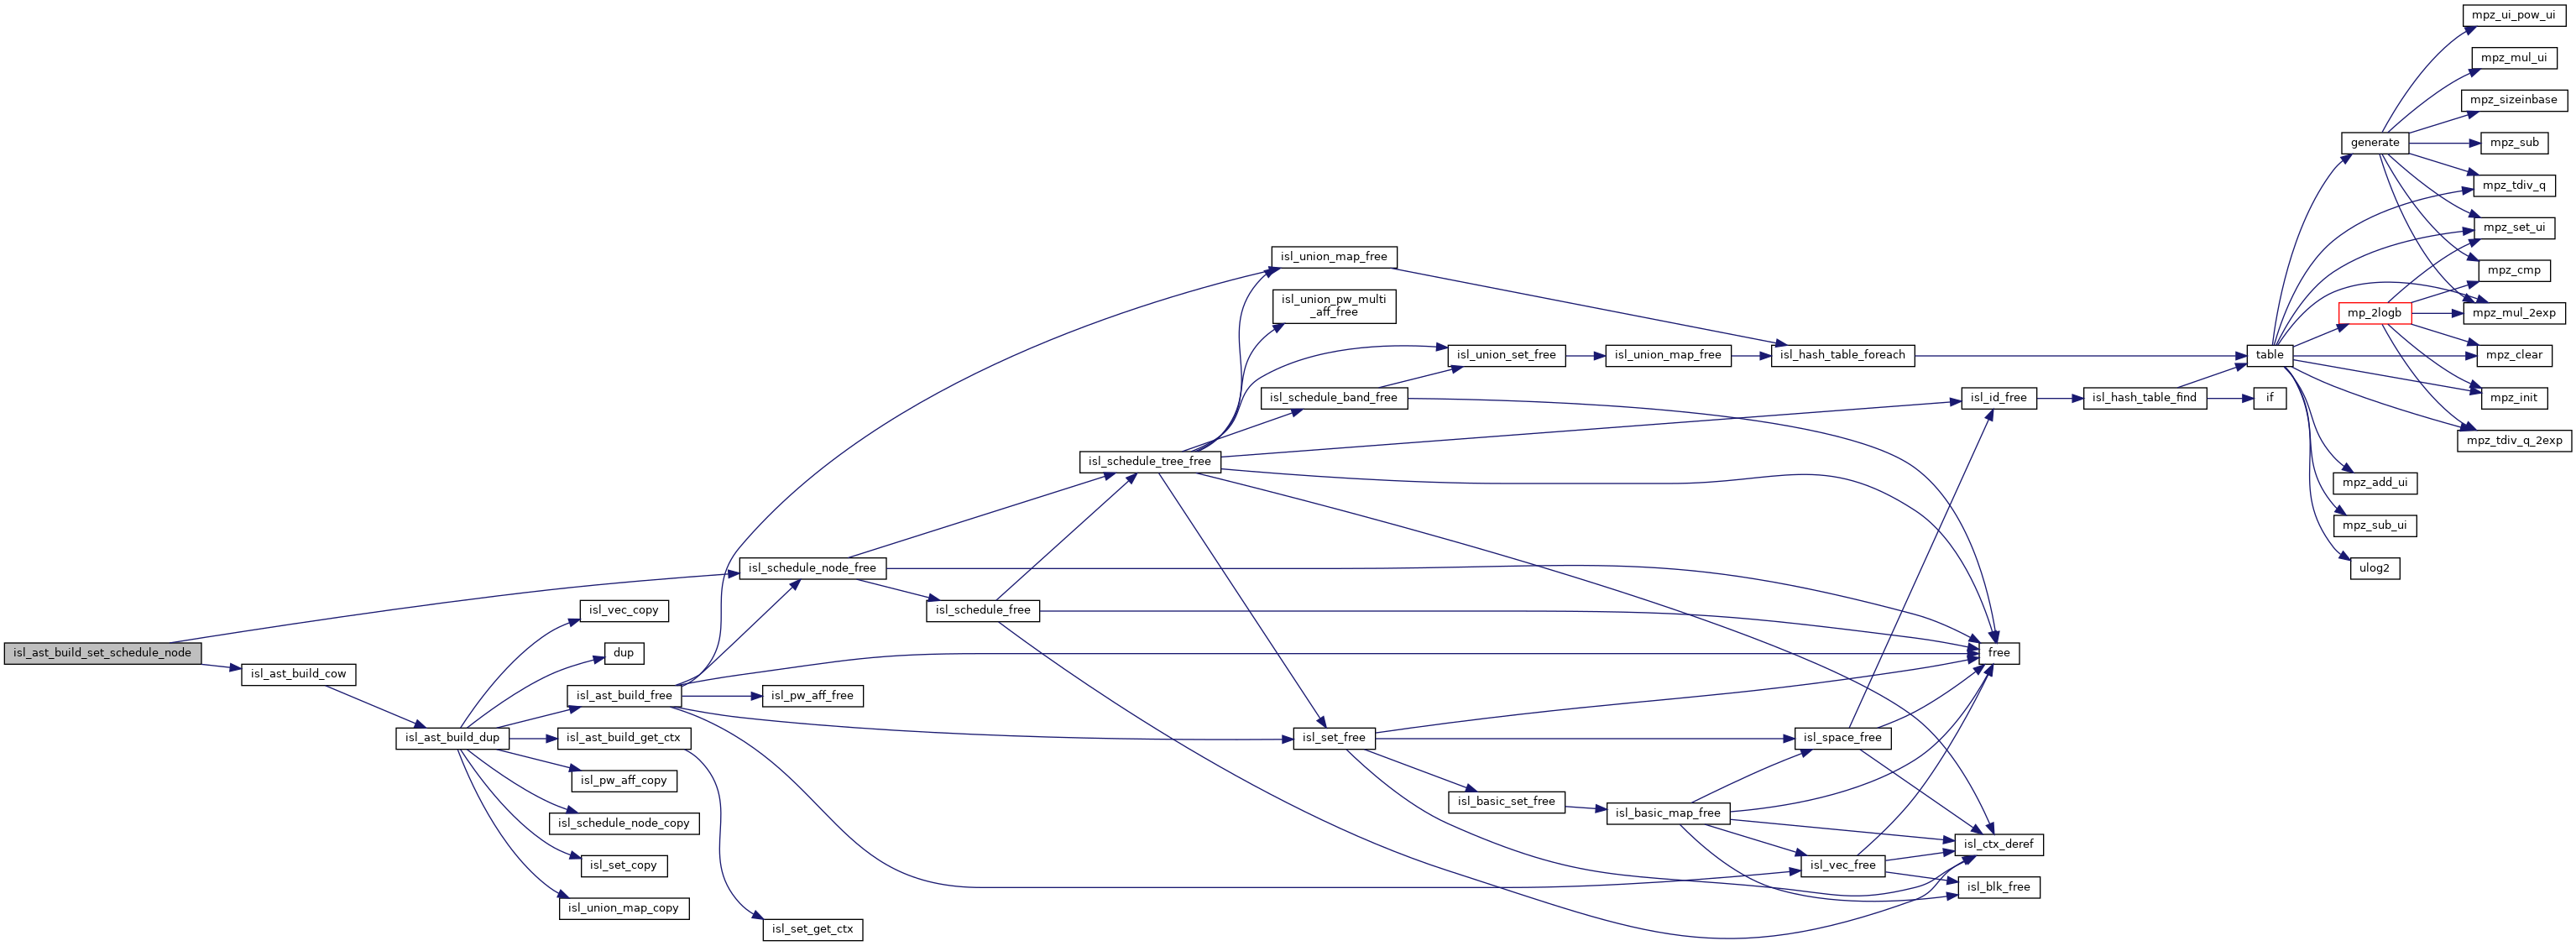 mpz_ui_pow_ui
mpz_mul_ui
mpz_sizeinbase
generate
mpz_sub
mpz_tdiv_q
mpz_set_ui
isl_union_map_free
mpz_cmp
isl_union_pw_multi
_aff_free
mp_2logb
mpz_mul_2exp
isl_union_set_free
isl_union_map_free
isl_hash_table_foreach
table
mpz_clear
isl_schedule_band_free
isl_id_free
isl_hash_table_find
if
mpz_init
mpz_tdiv_q_2exp
isl_schedule_tree_free
mpz_add_ui
mpz_sub_ui
isl_schedule_node_free
ulog2
isl_vec_copy
isl_schedule_free
isl_ast_build_set_schedule_node
dup
free
isl_ast_build_cow
isl_ast_build_free
isl_pw_aff_free
isl_ast_build_dup
isl_ast_build_get_ctx
isl_set_free
isl_space_free
isl_pw_aff_copy
isl_basic_set_free
isl_basic_map_free
isl_schedule_node_copy
isl_ctx_deref
isl_set_copy
isl_vec_free
isl_blk_free
isl_union_map_copy
isl_set_get_ctx